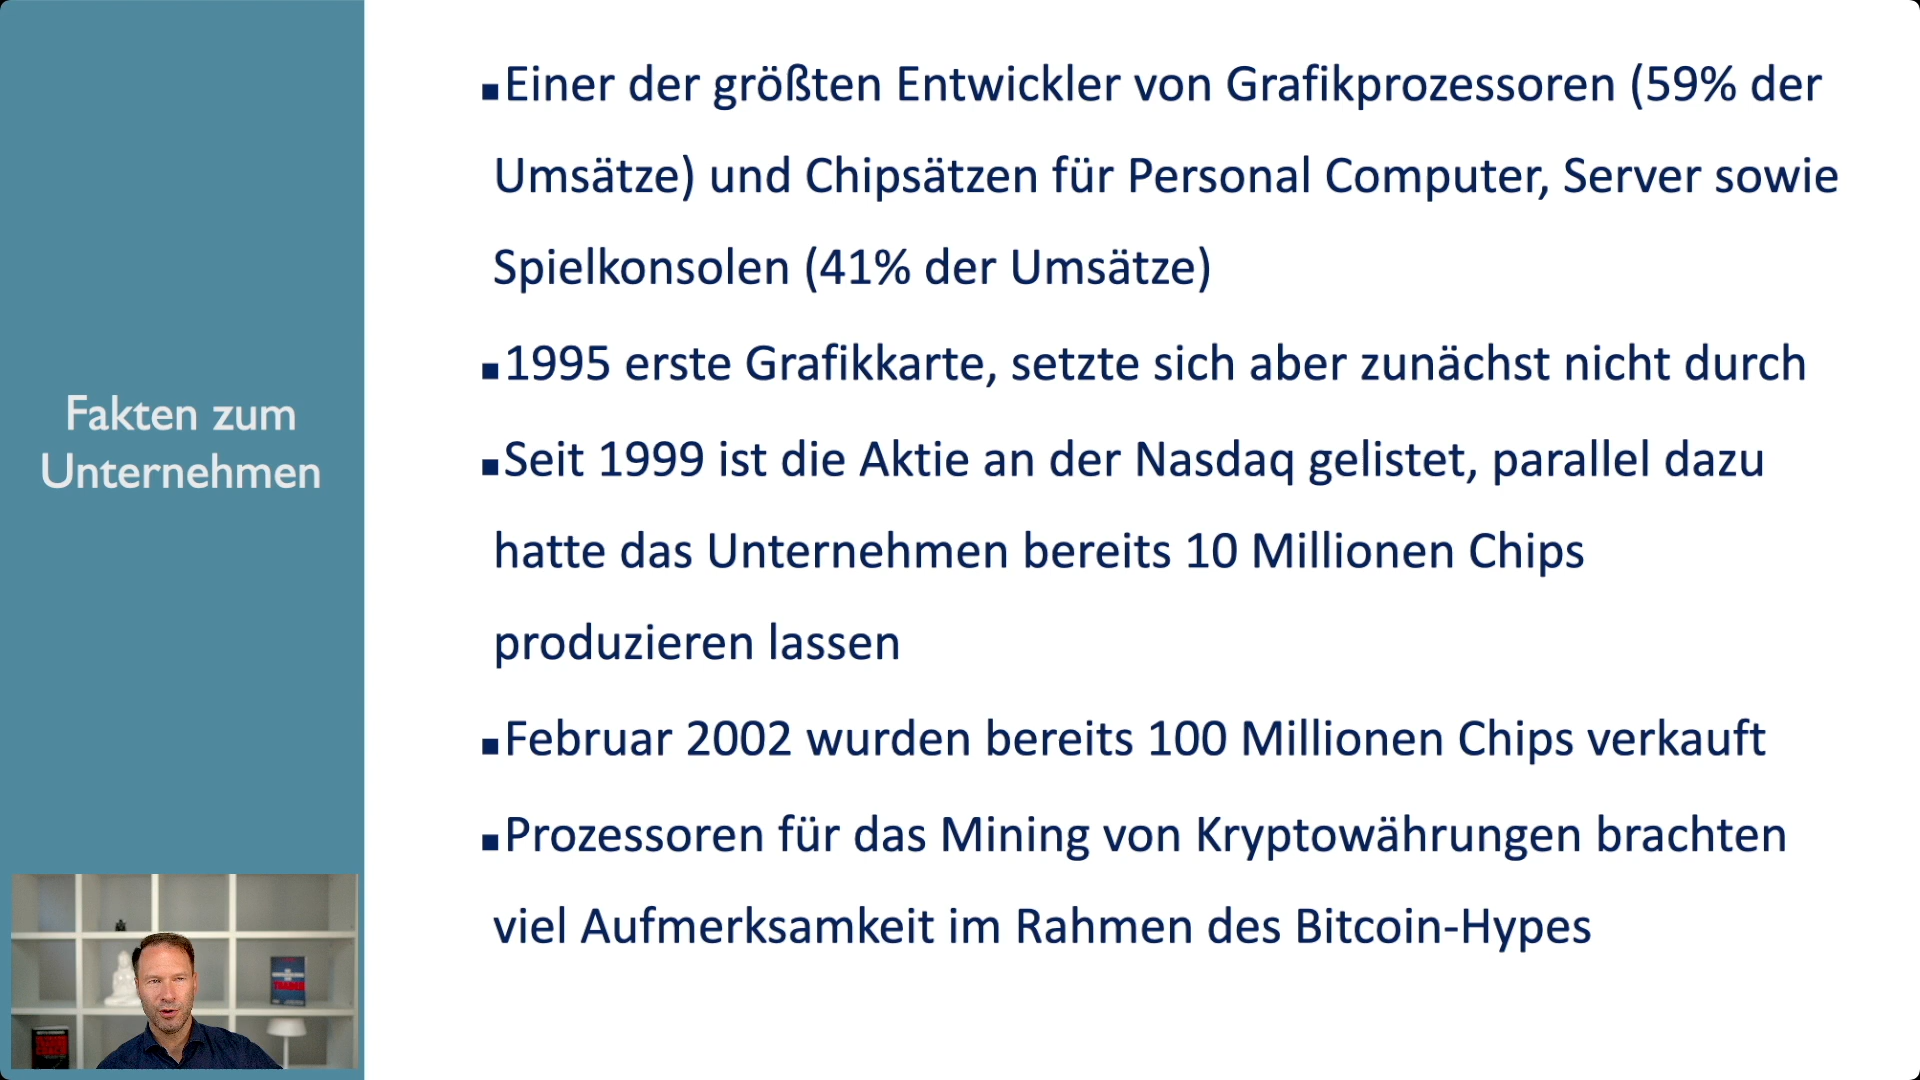 Fakten zum
Unternehmen
▪Einer der größten Entwickler von Grafikprozessoren (59% der
Umsätze) und Chipsätzen für Personal Computer, Server sowie
Spielkonsolen (41% der Umsätze)
▪1995 erste Grafikkarte, setzte sich aber zunächst nicht durch
▪Seit 1999 ist die Aktie an der Nasdaq gelistet, parallel dazu
hatte das Unternehmen bereits 10 Millionen Chips
produzieren lassen
▪Februar 2002 wurden bereits 100 Millionen Chips verkauft
▪Prozessoren für das Mining von Kryptowährungen brachten
viel Aufmerksamkeit im Rahmen des Bitcoin-Hypes